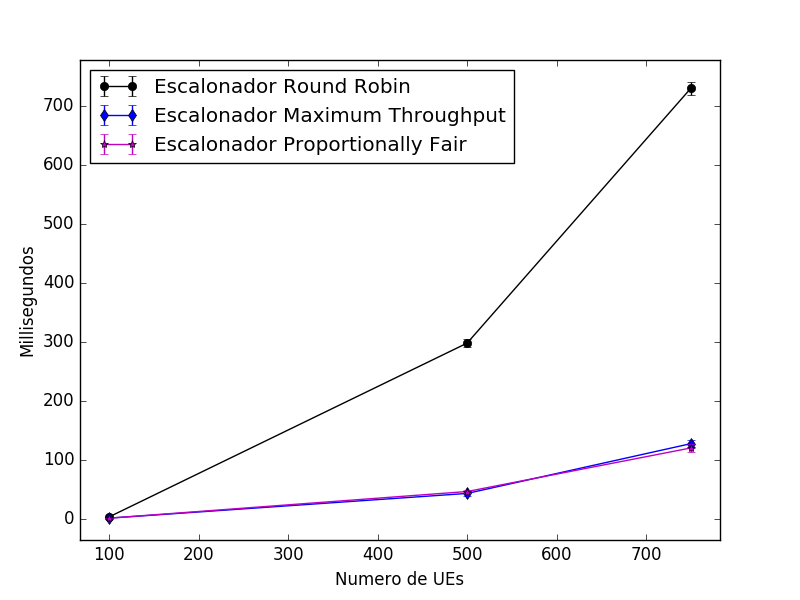 Escalonador Round Robin
Escalonador Maximum Throughput
Escalonador Proportionally Fair
700
600
500
400
300
200
100
0
Millisegundos
100 200 300 400 500 600 700
Numero de UEs